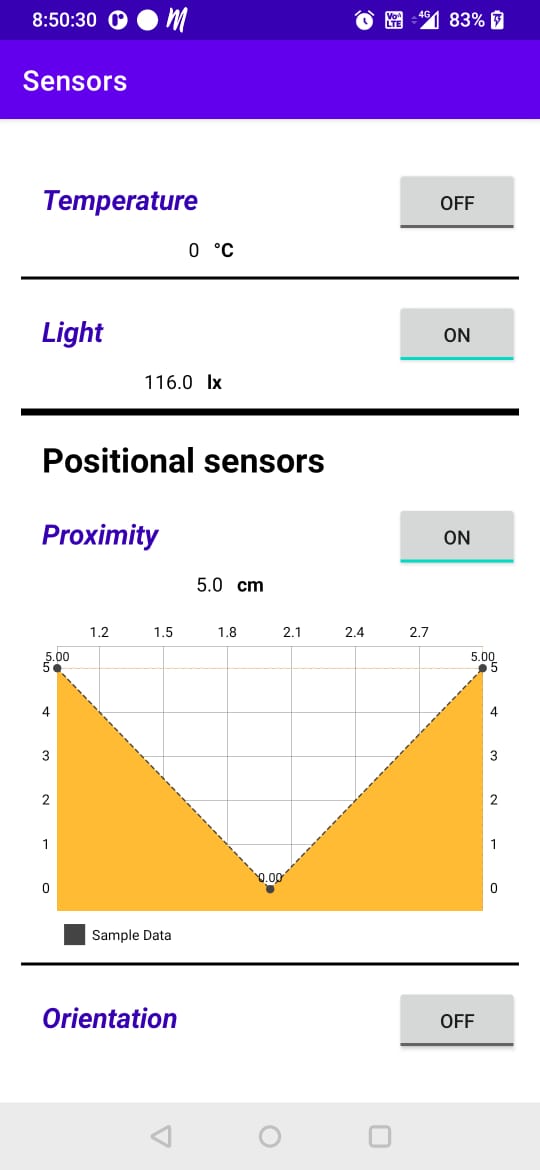 8:50:30 4G 83%
Sensors
Temperature OFF
0 °C
Light ON
116.0 lx
Positional sensors
Proximity ON
5.0 cm
1.2 1.5 1.8 2.1 2.4 2.7
5.00 5.00
5 5
4 4
3 3
2 2
1 1
0.00
0 0
Sample Data
Orientation OFF